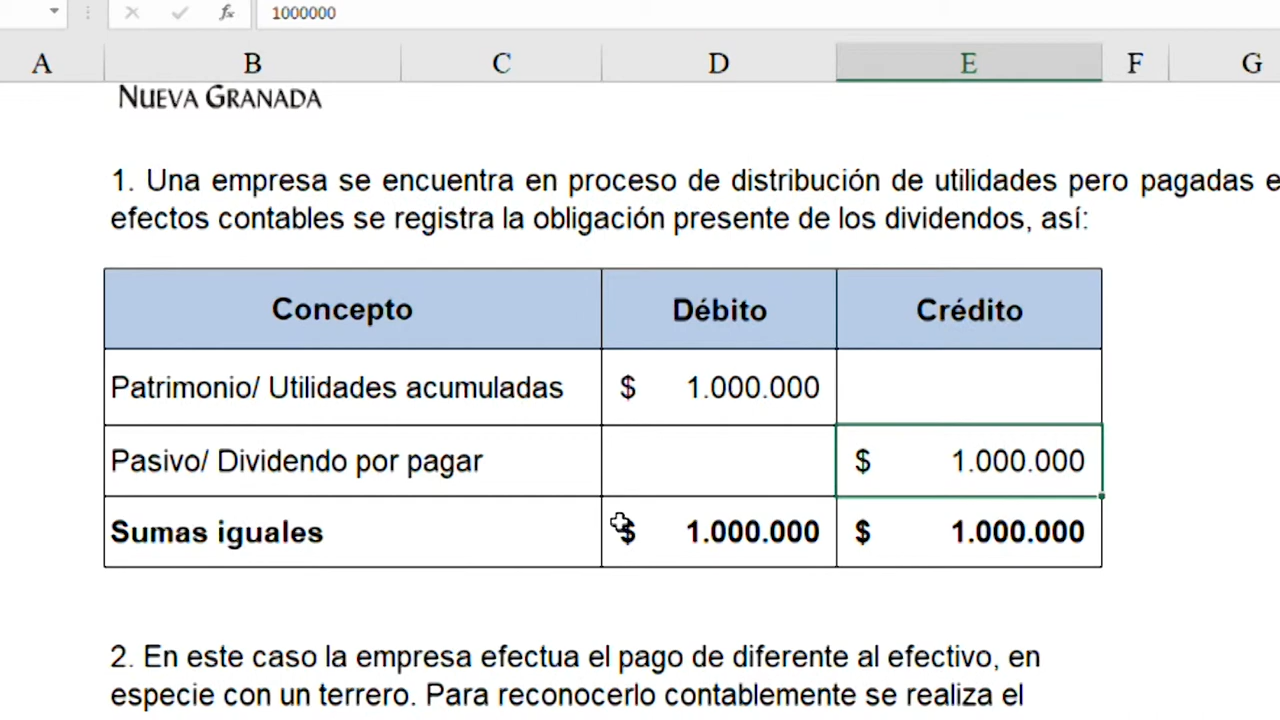 fx 1000000
A B C D E F G
NUEVA GRANADA
1. Una empresa se encuentra en proceso de distribución de utilidades pero pagadas e
efectos contables se registra la obligación presente de los dividendos, así:
Concepto Débito Crédito
Patrimonio/ Utilidades acumuladas $ 1.000.000
Pasivo/ Dividendo por pagar $ 1.000.000
Sumas iguales $ 1.000.000 $ 1.000.000
2. En este caso la empresa efectua el pago de diferente al efectivo, en
especie con un terrero. Para reconocerlo contablemente se realiza el